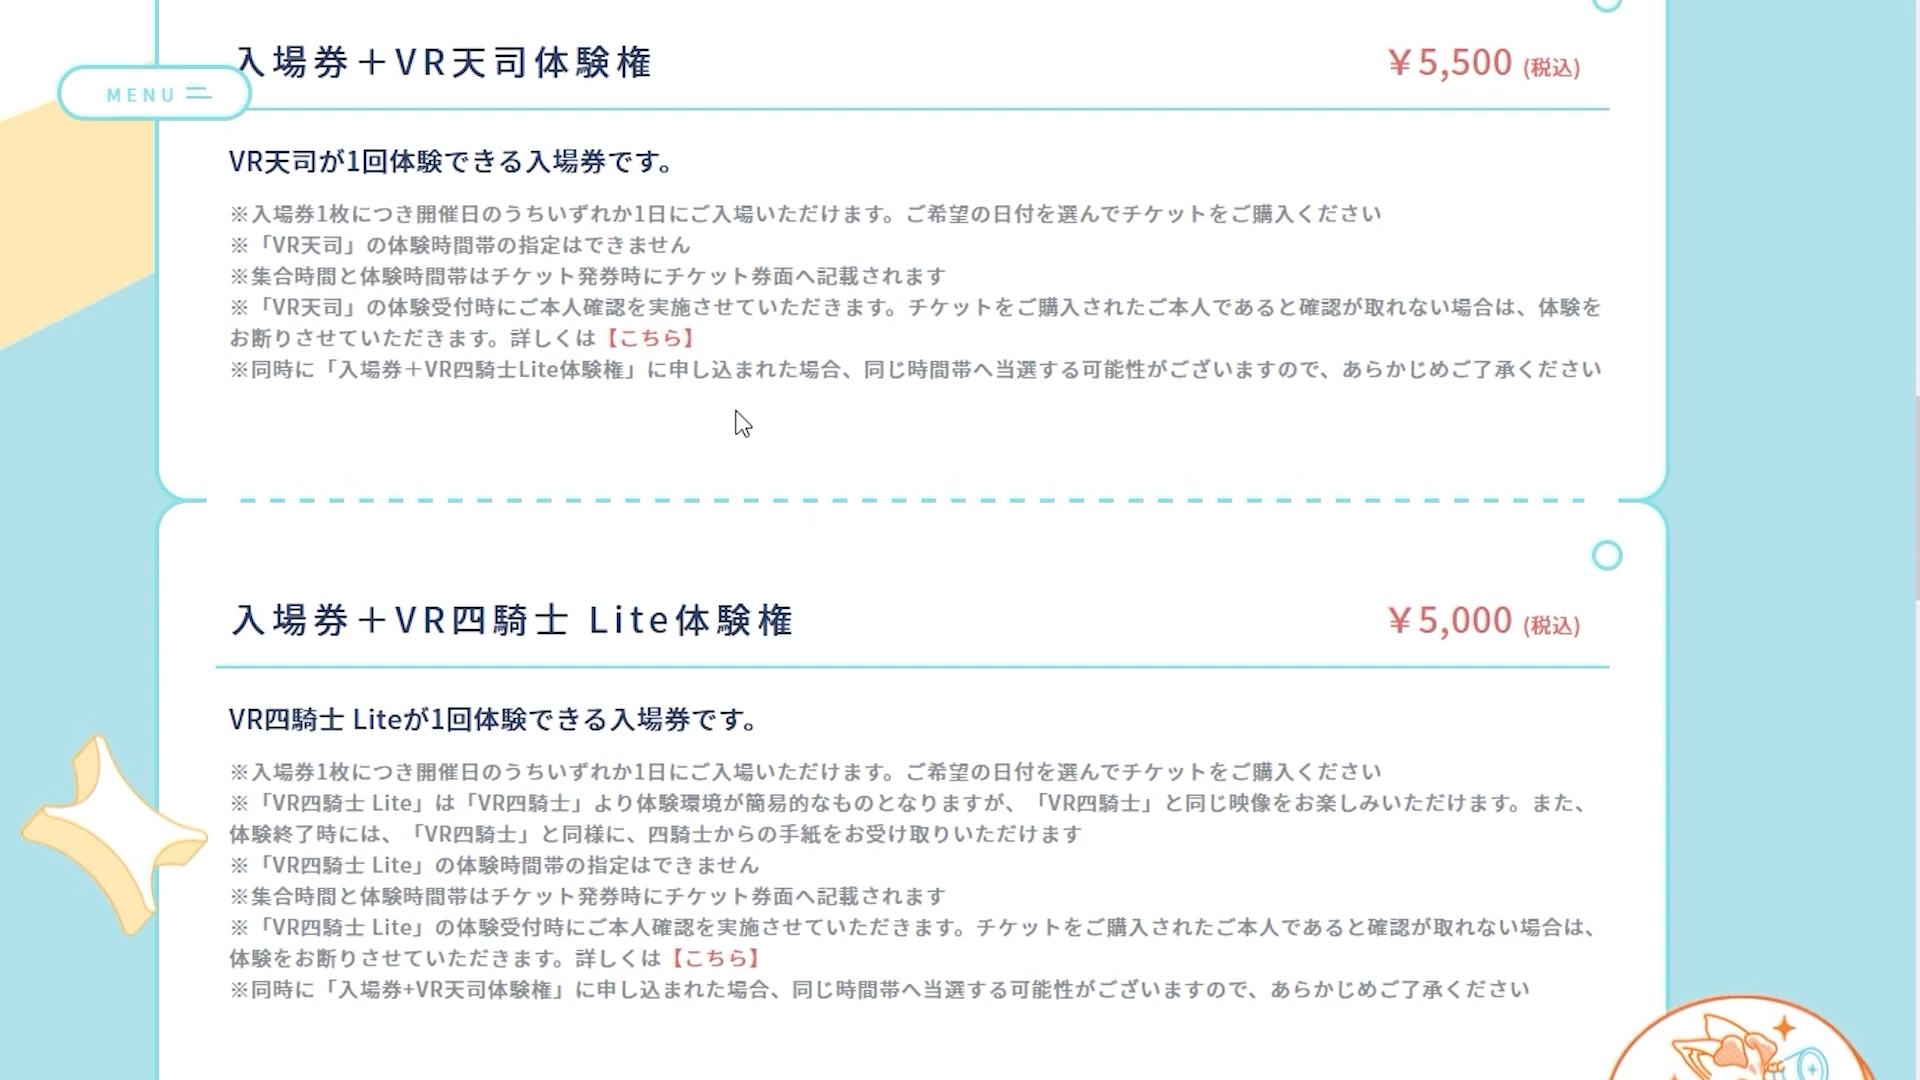 入場券＋VR天司体験権
￥5,500 (税込)
MENU
VR天司が1回体験できる入場券です。
※入場券1枚につき開催日のうちいずれか1日にご入場いただけます。ご希望の日付を選んでチケットをご購入ください
※「VR天司」の体験時間帯の指定はできません
※集合時間と体験時間帯はチケット発券時にチケット券面へ記載されます
※「VR天司」の体験受付時にご本人確認を実施させていただきます。チケットをご購入されたご本人であると確認が取れない場合は、体験を
お断りさせていただきます。詳しくは【こちら】
※同時に「入場券＋VR四騎士Lite体験権」に申し込まれた場合、同じ時間帯へ当選する可能性がございますので、あらかじめご了承ください
入場券＋VR四騎士 Lite体験権
￥5,000 (税込)
VR四騎士 Liteが1回体験できる入場券です。
※入場券1枚につき開催日のうちいずれか1日にご入場いただけます。ご希望の日付を選んでチケットをご購入ください
※「VR四騎士 Lite」は「VR四騎士」より体験環境が簡易的なものとなりますが、「VR四騎士」と同じ映像をお楽しみいただけます。また、
体験終了時には、「VR四騎士」と同様に、四騎士からの手紙をお受け取りいただけます
※「VR四騎士 Lite」の体験時間帯の指定はできません
※集合時間と体験時間帯はチケット発券時にチケット券面へ記載されます
※「VR四騎士 Lite」の体験受付時にご本人確認を実施させていただきます。チケットをご購入されたご本人であると確認が取れない場合は、
体験をお断りさせていただきます。詳しくは【こちら】
※同時に「入場券+VR天司体験権」に申し込まれた場合、同じ時間帯へ当選する可能性がございますので、あらかじめご了承ください